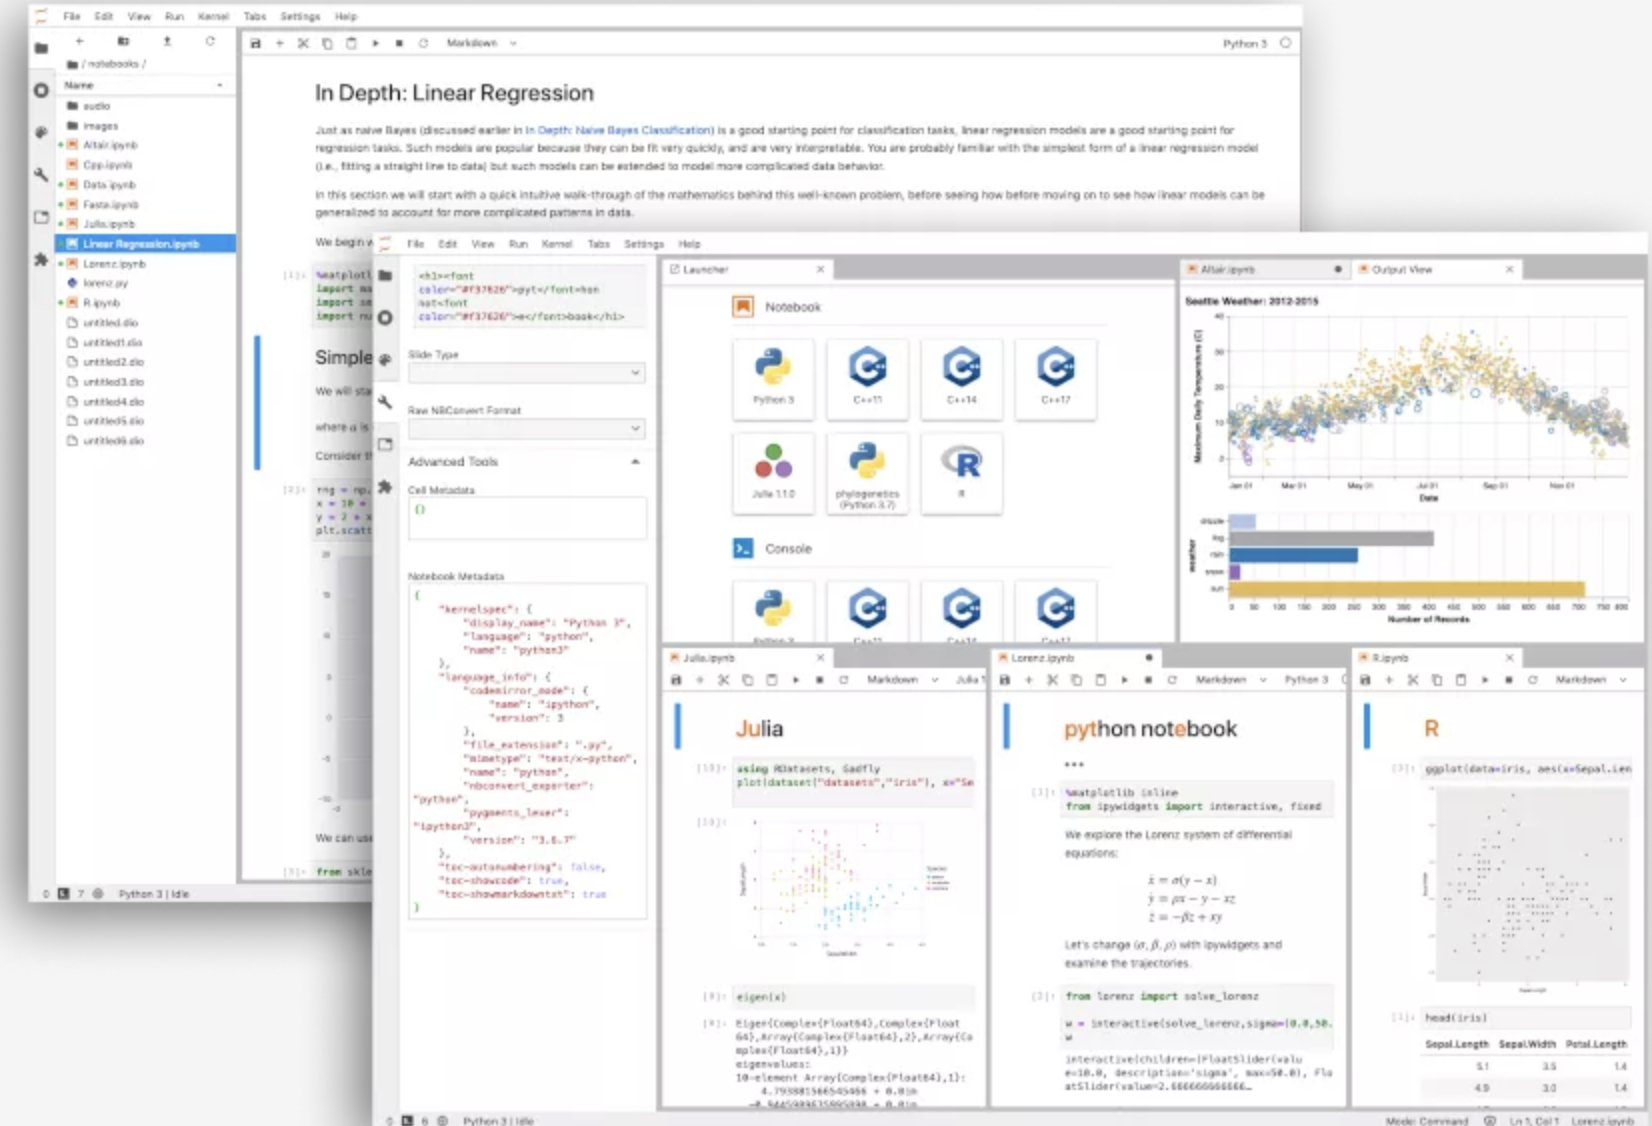 File Edit View Run Kernel Tabs Settings Help
/ notebooks /
Name
audio
images
Altair.ipynb
Cpp.ipynb
Data.ipynb
Fasta.ipynb
Julia.ipynb
Linear Regression.ipynb
Lorenz.ipynb
lorenz.py
R.ipynb
untitled.dio
untitled1.dio
untitled2.dio
untitled3.dio
untitled4.dio
untitled5.dio
untitled6.dio
0 7 Python 3 | Idle
Markdown Python 3
In Depth: Linear Regression
Just as naive Bayes (discussed earlier in In Depth: Naive Bayes Classification) is a good starting point for classification tasks, linear regression models are a good starting point for
regression tasks. Such models are popular because they can be fit very quickly, and are very interpretable. You are probably familiar with the simplest form of a linear regression model
(i.e., fitting a straight line to data) but such models can be extended to model more complicated data behavior.
In this section we will start with a quick intuitive walk-through of the mathematics behind this well-known problem, before seeing how before moving on to see how linear models can be
generalized to account for more complicated patterns in data.
We begin
[1]: %matplotl
import
import
import
Simple
We will
where a is
Consider
[2]: rng = np.
x = 10 *
y = 2 * x
plt.scatt
We can use
[3]: from
File Edit View Run Kernel Tabs Settings Help
<h1><font
color="#f37626">pyt</font>hon
not<font
color="#f37626">e</font>book</h1>
Slide Type
Raw NBConvert Format
Advanced Tools
Cell Metadata
{}
Notebook Metadata
{
"kernelspec": {
"display_name": "Python 3",
"language": "python",
"name": "python3"
},
"language_info": {
"codemirror_mode": {
"name": "ipython",
"version": 3
},
"file_extension": ".py",
"mimetype": "text/x-python",
"name": "python",
"nbconvert_exporter":
"python",
"pygments_lexer":
"ipython3",
"version": "3.6.7"
},
"toc-autonumbering": false,
"toc-showcode": true,
"toc-showmarkdowntxt": true
}
Launcher
Notebook
Python 3 C++11 C++14 C++17
Julia 1.1.0 phylogenetics R
(Python 3.7)
Console
Python 3 C++11 C++14 C++17
Altair.ipynb Output View
Seattle Weather: 2012-2015
Maximum Daily Temperature (C)
40
30
20
10
0
Jan 01 Mar 01 May 01 Jul 01 Sep 01 Nov 01
Date
weather
drizzle
fog
rain
snow
sun
0 50 100 150 200 250 300 350 400 450 500 550 600 650 700 750 800
Number of Records
Julia.ipynb
Markdown Julia 1
Julia
[10]: using RDatasets, Gadfly
plot(dataset("datasets","iris"), x="Se
[10]:
[9]: eigen(x)
[9]: Eigen{Complex{Float64},Complex{Float
64},Array{Complex{Float64},2},Array{Co
mplex{Float64},1}}
eigenvalues:
10-element Array{Complex{Float64},1}:
Lorenz.ipynb
Markdown Python 3
python notebook
•••
[1]: %matplotlib inline
from ipywidgets import interactive, fixed
We explore the Lorenz system of differential
equations:
ẋ = σ(y − x)
ẏ = ρx − y − xz
ż = −βz + xy
Let's change (σ, β, ρ) with ipywidgets and
examine the trajectories.
[2]: from lorenz import solve_lorenz
w = interactive(solve_lorenz,sigma=(0.0,50.
w
interactive(children=(FloatSlider(valu
e=10.0, description='sigma', max=50.0), Flo
atSlider(value=2.6666666666666…
R.ipynb
Markdown
R
[2]: ggplot(data=iris, aes(x=Sepal.Len
[1]: head(iris)
Sepal.Length Sepal.Width Petal.Length
5.1 3.5 1.4
4.9 3.0 1.4
0 6 Python 3 | Idle
Mode: Command Ln 1, Col 1 Lorenz.ipynb